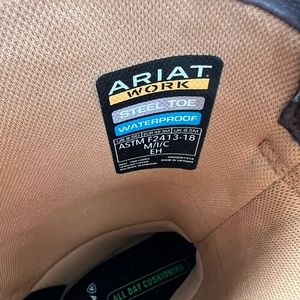 ARIAT
WORK
STEEL TOE
WATERPROOF
ASTM F2413-18
M/I/C
EH
ALL DAY CUSHIONING